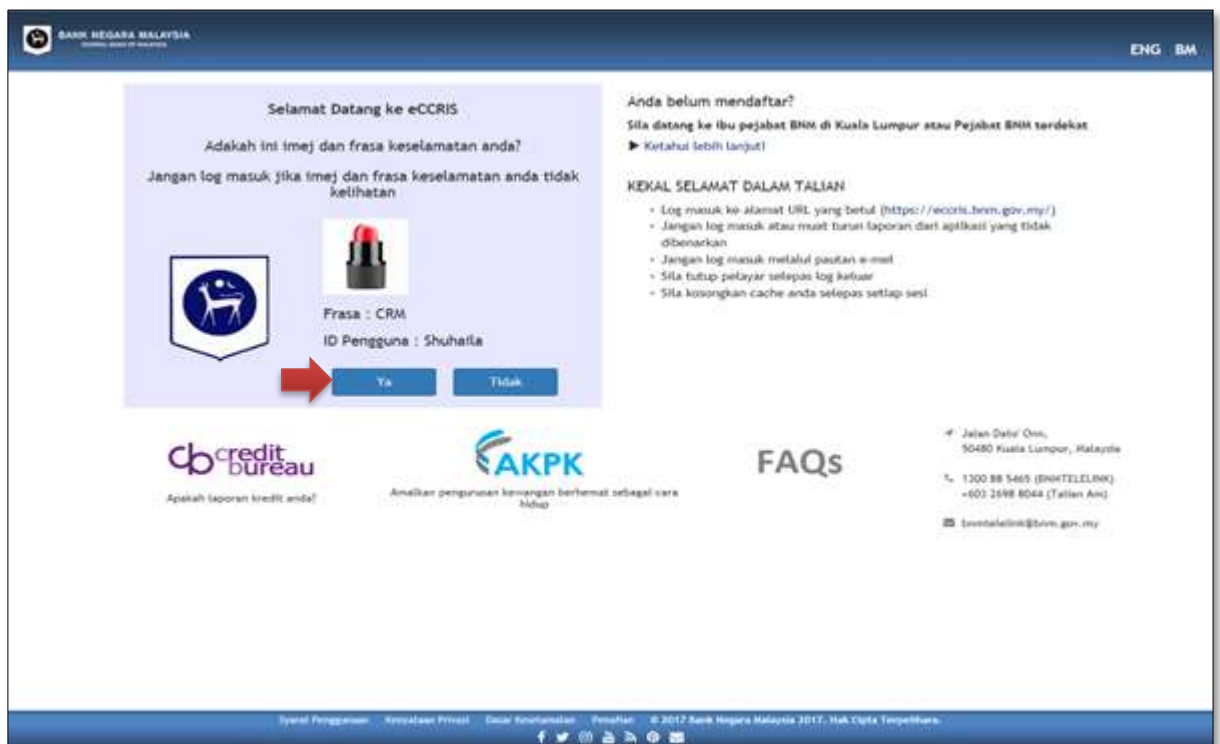 BANK NEGARA MALAYSIA
CENTRAL BANK OF MALAYSIA
ENG BM
Selamat Datang ke eCCRIS
Adakah ini imej dan frasa keselamatan anda?
Jangan log masuk jika imej dan frasa keselamatan anda tidak
kelihatan
Frasa : CRM
ID Pengguna : Shuhaila
Ya
Tidak
Anda belum mendaftar?
Sila datang ke ibu pejabat BNM di Kuala Lumpur atau Pejabat BNM terdekat
Ketahui lebih lanjut!
KEKAL SELAMAT DALAM TALIAN
Log masuk ke alamat URL yang betul (https://eccris.bnm.gov.my/)
Jangan log masuk atau muat turun laporan dari aplikasi yang tidak
dibenarkan
Jangan log masuk melalui pautan e-mel
Sila tutup pelayar selepas log keluar
Sila kosongkan cache anda selepas setiap sesi
cb credit
bureau
Apakah laporan kredit anda?
AKPK
Amalkan pengurusan kewangan berhemat sebagai cara
hidup
FAQs
Jalan Dato' Onn,
50480 Kuala Lumpur, Malaysia
1300 88 5465 (BNMTELELINK)
+603 2698 8044 (Talian Am)
bnmtelelink@bnm.gov.my
Syarat Penggunaan Kenyataan Privasi Dasar Keselamatan Penafian © 2017 Bank Negara Malaysia 2017. Hak Cipta Terpelihara.